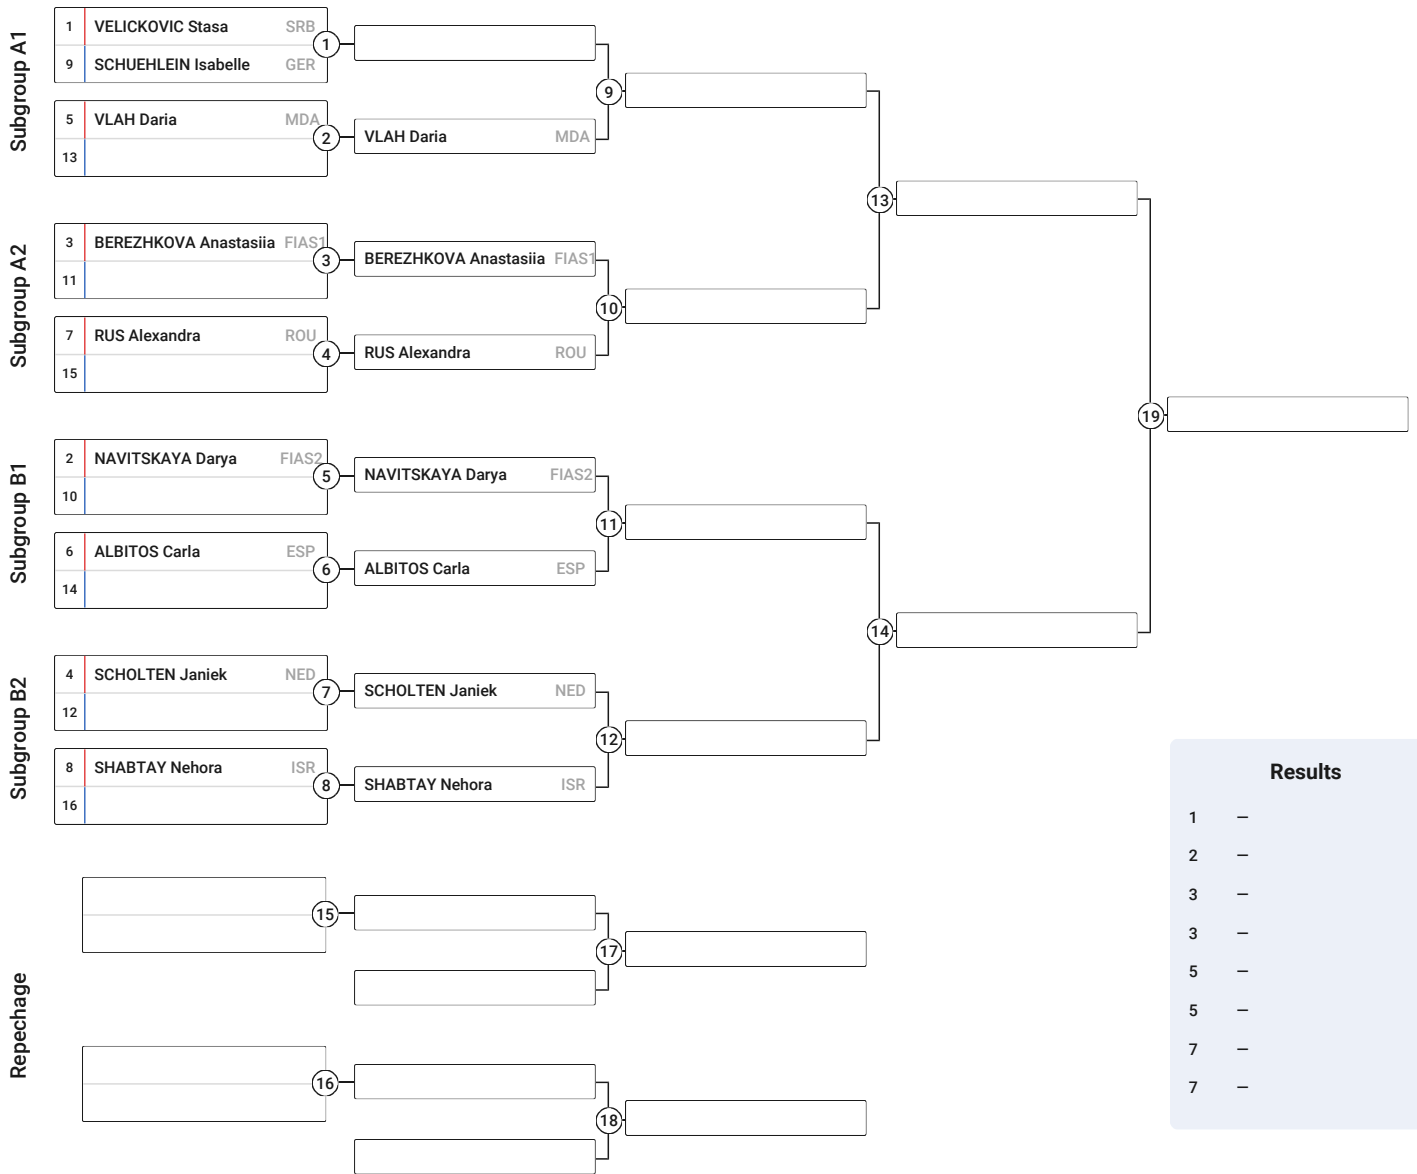 Subgroup A1
1 VELICKOVIC Stasa SRB
9 SCHUEHLEIN Isabelle GER
1
5 VLAH Daria MDA
13
2
VLAH Daria MDA
9
Subgroup A2
3 BEREZHKOVA Anastasiia FIAS1
11
3
BEREZHKOVA Anastasiia FIAS1
7 RUS Alexandra ROU
15
4
RUS Alexandra ROU
10
13
Subgroup B1
2 NAVITSKAYA Darya FIAS2
10
5
NAVITSKAYA Darya FIAS2
6 ALBITOS Carla ESP
14
6
ALBITOS Carla ESP
11
Subgroup B2
4 SCHOLTEN Janiek NED
12
7
SCHOLTEN Janiek NED
8 SHABTAY Nehora ISR
16
8
SHABTAY Nehora ISR
12
14
19
Repechage
15
17
16
18
Results
1 –
2 –
3 –
3 –
5 –
5 –
7 –
7 –